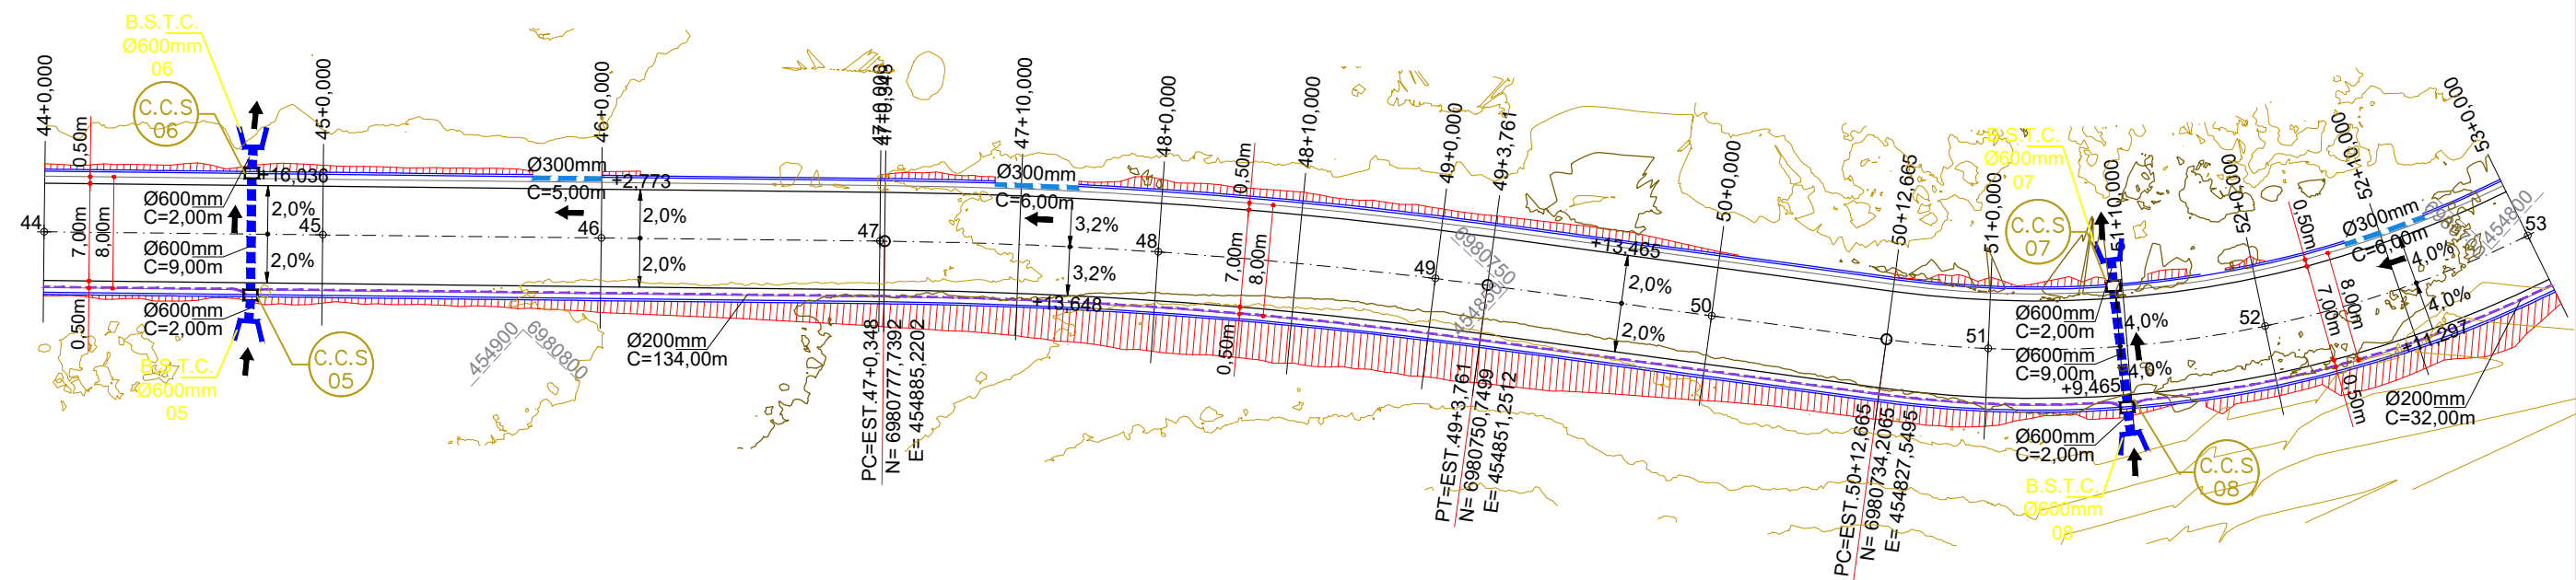 B.S.T.C.
Ø600mm
06
C.C.S
06
44+0,000
45+0,000
46+0,000
47+0,000
47+0,348
47+10,000
48+0,000
48+10,000
49+0,000
49+3,761
50+0,000
50+12,665
51+0,000
51+10,000
52+0,000
52+10,000
53+0,000
0,50m
7,00m
8,00m
0,50m
44
45
46
47
48
49
50
51
52
53
+16,036
Ø600mm
C=2,00m
Ø600mm
C=9,00m
Ø600mm
C=2,00m
2,0%
2,0%
B.S.T.C.
Ø600mm
05
C.C.S
05
Ø300mm
C=5,00m
+2,773
2,0%
2,0%
454900
6980800
Ø200mm
C=134,00m
PC=EST.47+0,348
N= 6980777,7392
E= 454885,2202
Ø300mm
C=6,00m
3,2%
3,2%
+13,648
0,50m
7,00m
8,00m
0,50m
6980750
454850
PT=EST.49+3,761
N= 6980750,7499
E= 454851,2512
+13,465
2,0%
2,0%
PC=EST.50+12,665
N= 6980734,2065
E= 454827,5495
B.S.T.C.
Ø600mm
07
C.C.S
07
Ø600mm
C=2,00m
Ø600mm
C=9,00m
Ø600mm
C=2,00m
4,0%
4,0%
+9,465
B.S.T.C.
Ø600mm
08
C.C.S
08
0,50m
7,00m
8,00m
0,50m
Ø300mm
C=6,00m
4,0%
4,0%
+11,297
454800
Ø200mm
C=32,00m